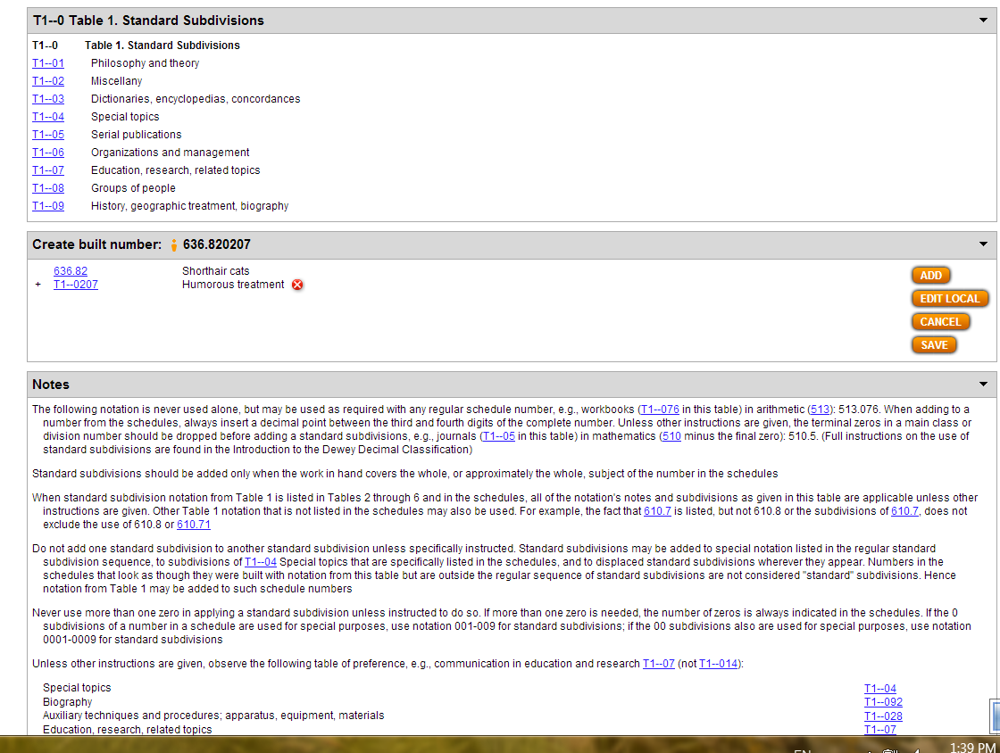 T1--0 Table 1. Standard Subdivisions
T1--0 Table 1. Standard Subdivisions
T1--01 Philosophy and theory
T1--02 Miscellany
T1--03 Dictionaries, encyclopedias, concordances
T1--04 Special topics
T1--05 Serial publications
T1--06 Organizations and management
T1--07 Education, research, related topics
T1--08 Groups of people
T1--09 History, geographic treatment, biography
Create built number: 636.820207
636.82 Shorthair cats
+ T1--0207 Humorous treatment
ADD
EDIT LOCAL
CANCEL
SAVE
Notes
The following notation is never used alone, but may be used as required with any regular schedule number, e.g., workbooks (T1--076 in this table) in arithmetic (513): 513.076. When adding to a
number from the schedules, always insert a decimal point between the third and fourth digits of the complete number. Unless other instructions are given, the terminal zeros in a main class or
division number should be dropped before adding a standard subdivisions, e.g., journals (T1--05 in this table) in mathematics (510 minus the final zero): 510.5. (Full instructions on the use of
standard subdivisions are found in the Introduction to the Dewey Decimal Classification)
Standard subdivisions should be added only when the work in hand covers the whole, or approximately the whole, subject of the number in the schedules
When standard subdivision notation from Table 1 is listed in Tables 2 through 6 and in the schedules, all of the notation's notes and subdivisions as given in this table are applicable unless other
instructions are given. Other Table 1 notation that is not listed in the schedules may also be used. For example, the fact that 610.7 is listed, but not 610.8 or the subdivisions of 610.7, does not
exclude the use of 610.8 or 610.71
Do not add one standard subdivision to another standard subdivision unless specifically instructed. Standard subdivisions may be added to special notation listed in the regular standard
subdivision sequence, to subdivisions of T1--04 Special topics that are specifically listed in the schedules, and to displaced standard subdivisions wherever they appear. Numbers in the
schedules that look as though they were built with notation from this table but are outside the regular sequence of standard subdivisions are not considered "standard" subdivisions. Hence
notation from Table 1 may be added to such schedule numbers
Never use more than one zero in applying a standard subdivision unless instructed to do so. If more than one zero is needed, the number of zeros is always indicated in the schedules. If the 0
subdivisions of a number in a schedule are used for special purposes, use notation 001-009 for standard subdivisions; if the 00 subdivisions also are used for special purposes, use notation
0001-0009 for standard subdivisions
Unless other instructions are given, observe the following table of preference, e.g., communication in education and research T1--07 (not T1--014):
Special topics T1--04
Biography T1--092
Auxiliary techniques and procedures; apparatus, equipment, materials T1--028
Education, research, related topics T1--07
1:39 PM